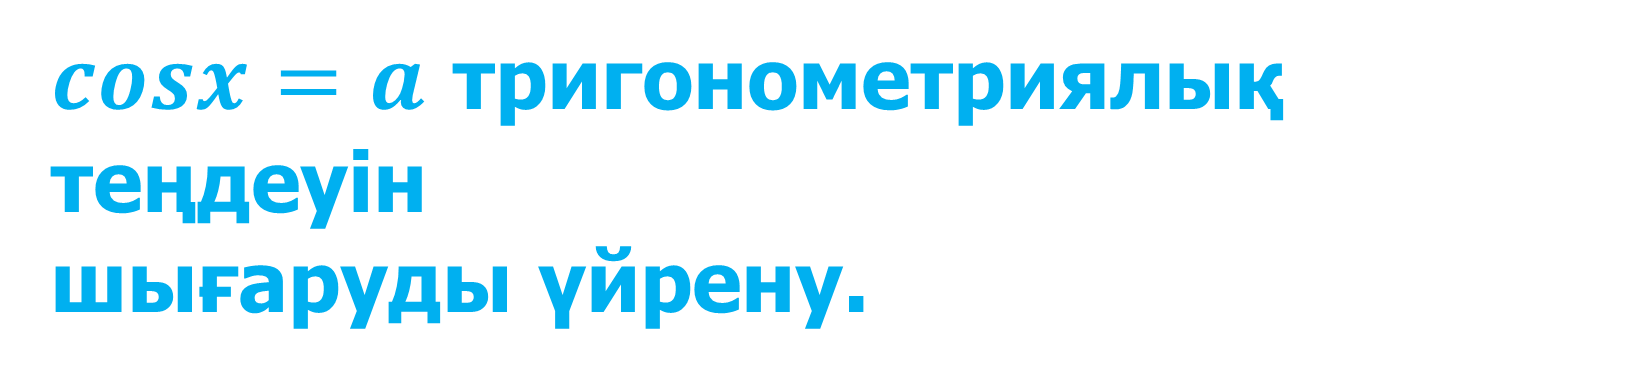 cosx = a тригонометриялық
теңдеуін
шығаруды үйрену.